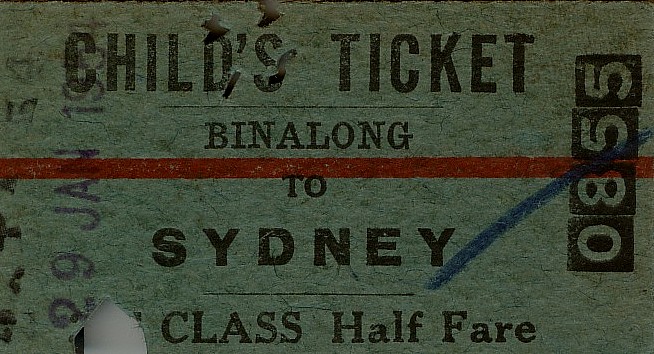 CHILD'S TICKET
BINALONG
TO
SYDNEY
CLASS Half Fare
0855
29 JAN